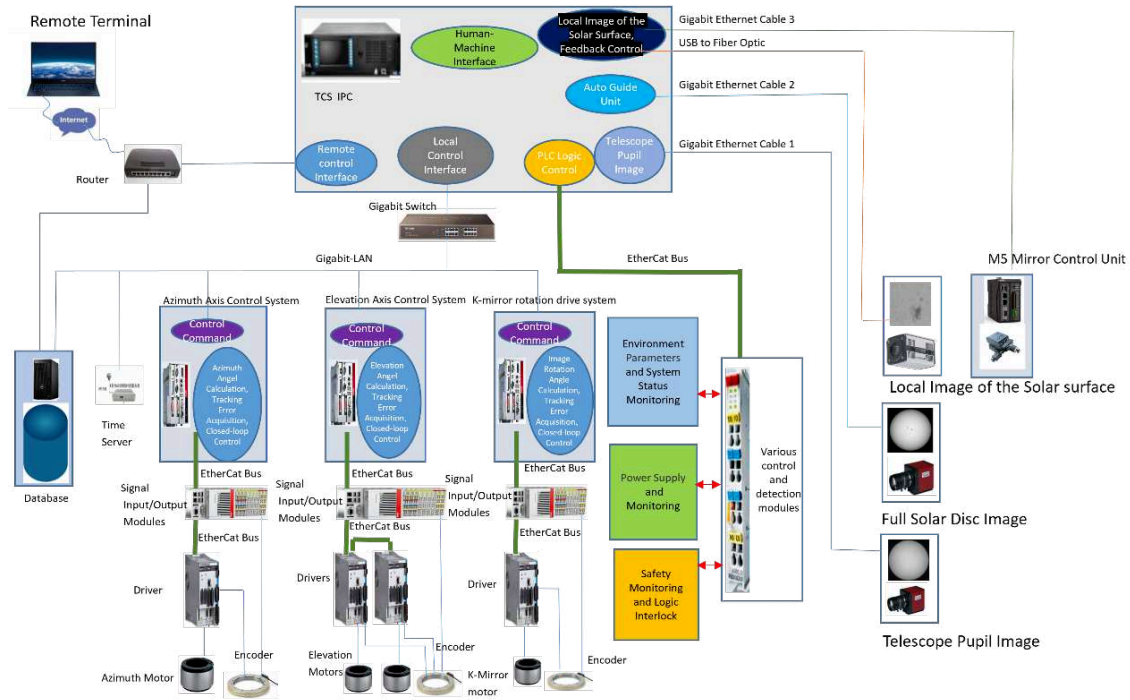 Remote Terminal
Internet
Router
TCS IPC
Human-
Machine
Interface
Local Image of the
Solar Surface,
Feedback Control
Auto Guide
Unit
Remote
control
Interface
Local
Control
Interface
PLC Logic
Control
Telescope
Pupil
Image
Gigabit Ethernet Cable 3
USB to Fiber Optic
Gigabit Ethernet Cable 2
Gigabit Ethernet Cable 1
Gigabit Switch
Gigabit-LAN
EtherCat Bus
M5 Mirror Control Unit
Azimuth Axis Control System
Elevation Axis Control System
K-mirror rotation drive system
Control
Command
Azimuth
Angel
Calculation,
Tracking
Error
Acquisition,
Closed-loop
Control
Control
Command
Elevation
Angel
Calculation,
Tracking
Error
Acquisition,
Closed-loop
Control
Control
Command
Image
Rotation
Angle
Calculation,
Tracking
Error
Acquisition,
Closed-loop
Control
Time
Server
Database
EtherCat Bus
EtherCat Bus
EtherCat Bus
Signal
Input/Output
Modules
Signal
Input/Output
Modules
Signal
Input/Output
Modules
EtherCat Bus
EtherCat Bus
EtherCat Bus
Driver
Drivers
Driver
Encoder
Encoder
Encoder
Azimuth Motor
Elevation
Motors
K-Mirror
motor
Environment
Parameters
and System
Status
Monitoring
Power Supply
and
Monitoring
Safety
Monitoring
and Logic
Interlock
Various
control
and
detection
modules
Local Image of the Solar surface
Full Solar Disc Image
Telescope Pupil Image